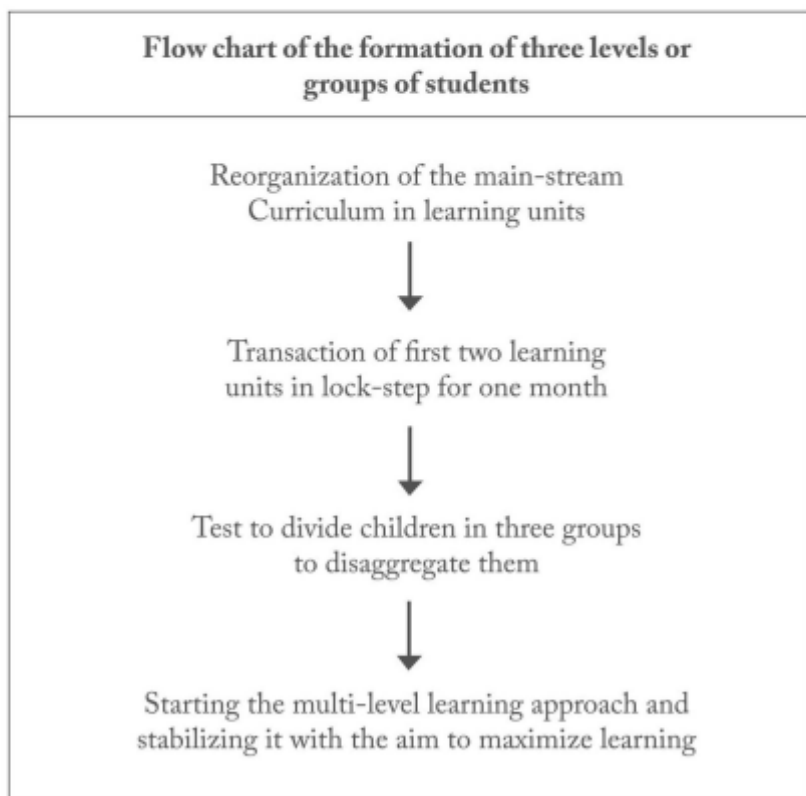 Flow chart of the formation of three levels or
groups of students
Reorganization of the main-stream
Curriculum in learning units
Transaction of first two learning
units in lock-step for one month
Test to divide children in three groups
to disaggregate them
Starting the multi-level learning approach and
stabilizing it with the aim to maximize learning